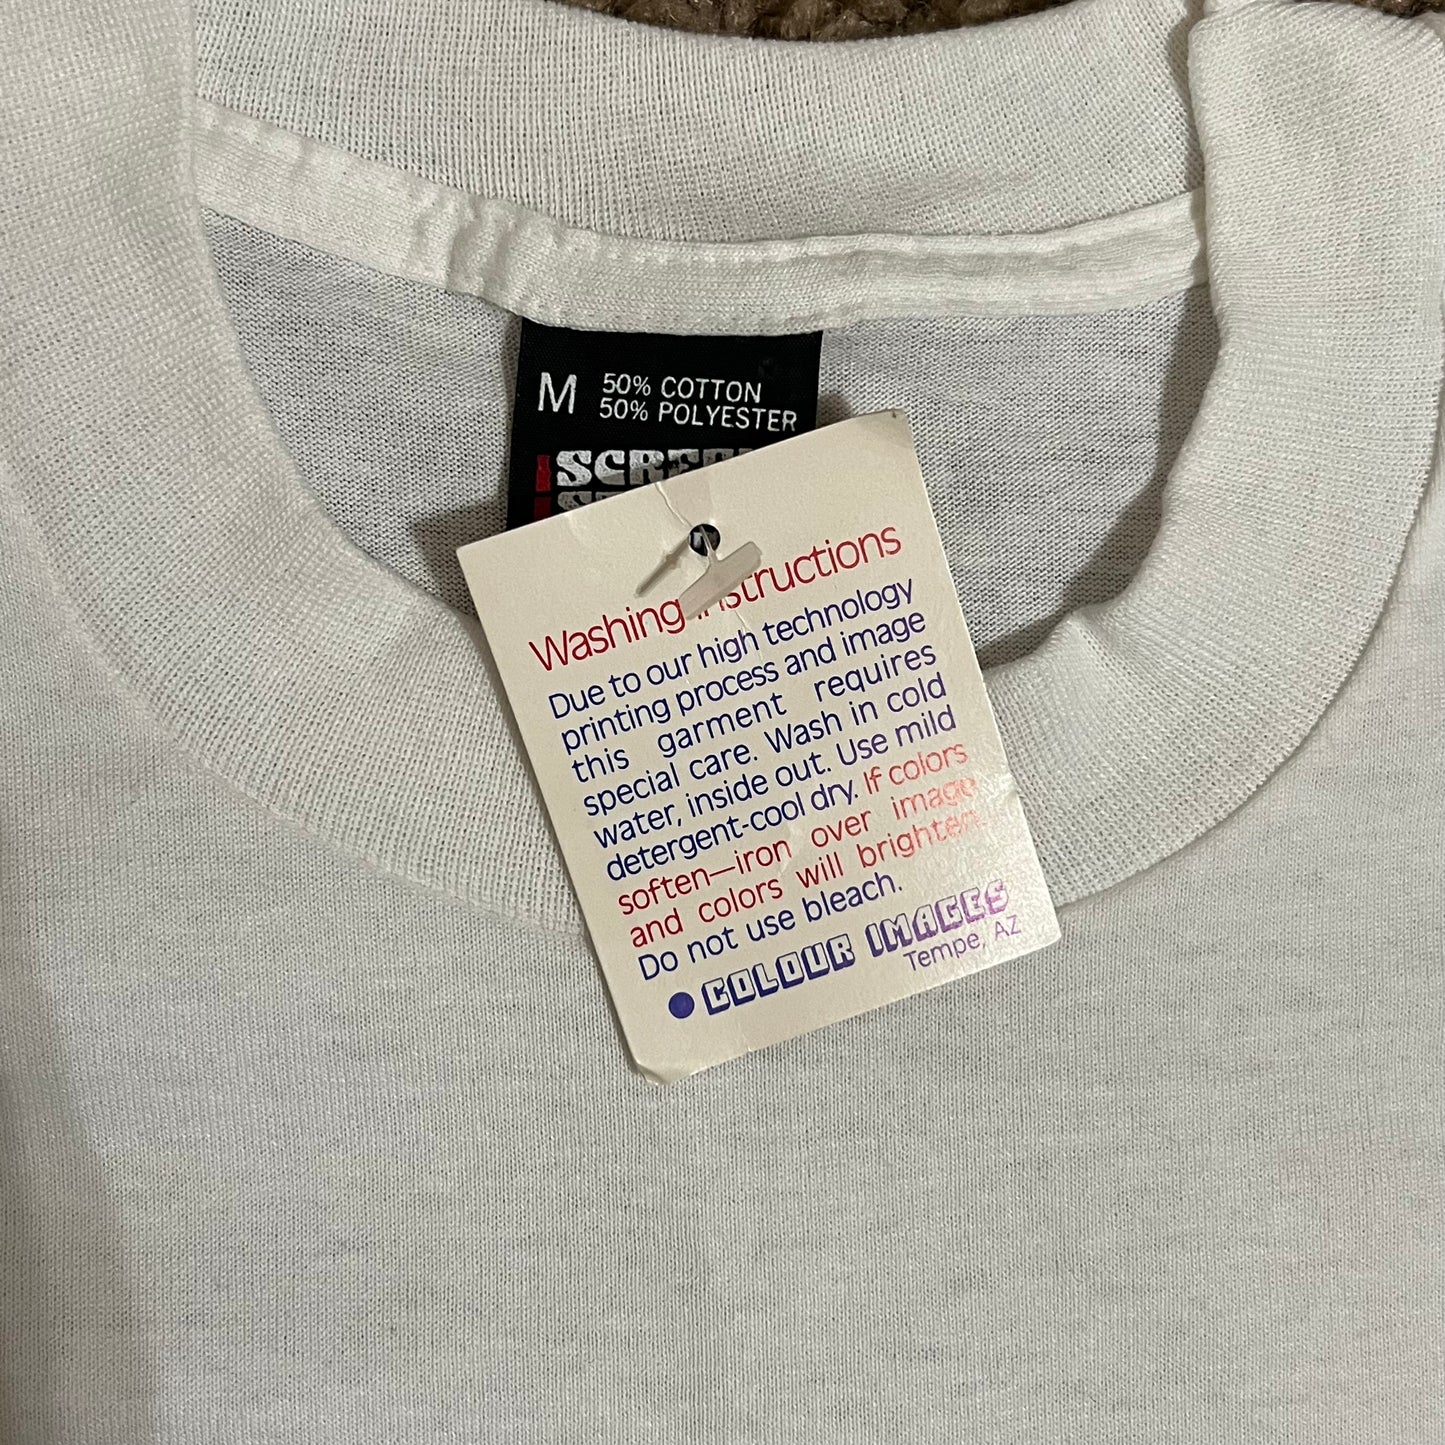 M 50% COTTON
50% POLYESTER
Washing
Due to our high technology
printing process and image
this garment requires
special care. Wash in cold
water, inside out. Use mild
detergent-cool dry. If colors
soften—iron over image
and colors will brighten.
Do not use bleach.
COLOUR IMAGES
Tempe, AZ